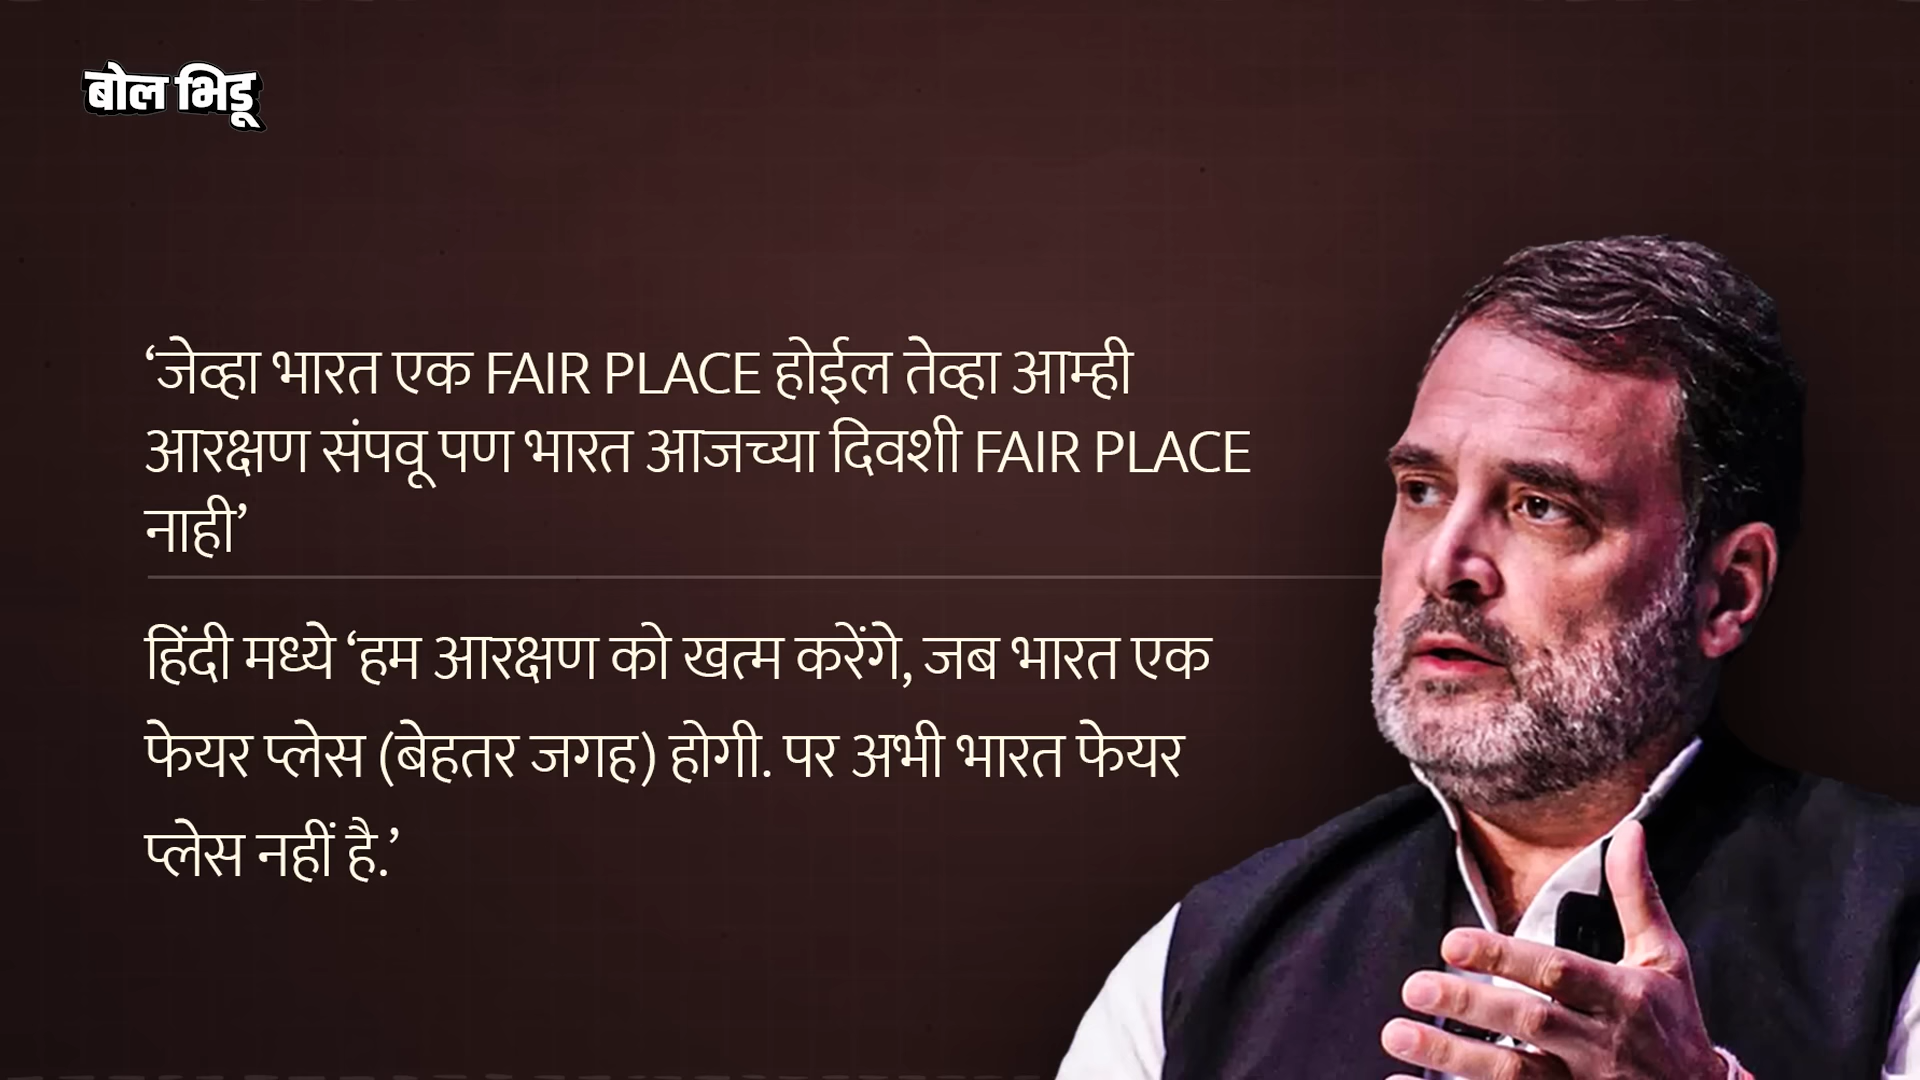 बोल भिडू
‘जेव्हा भारत एक FAIR PLACE होईल तेव्हा आम्ही
आरक्षण संपवू पण भारत आजच्या दिवशी FAIR PLACE
नाही’
हिंदी मध्ये ‘हम आरक्षण को खत्म करेंगे, जब भारत एक
फेयर प्लेस (बेहतर जगह) होगी. पर अभी भारत फेयर
प्लेस नहीं है.’